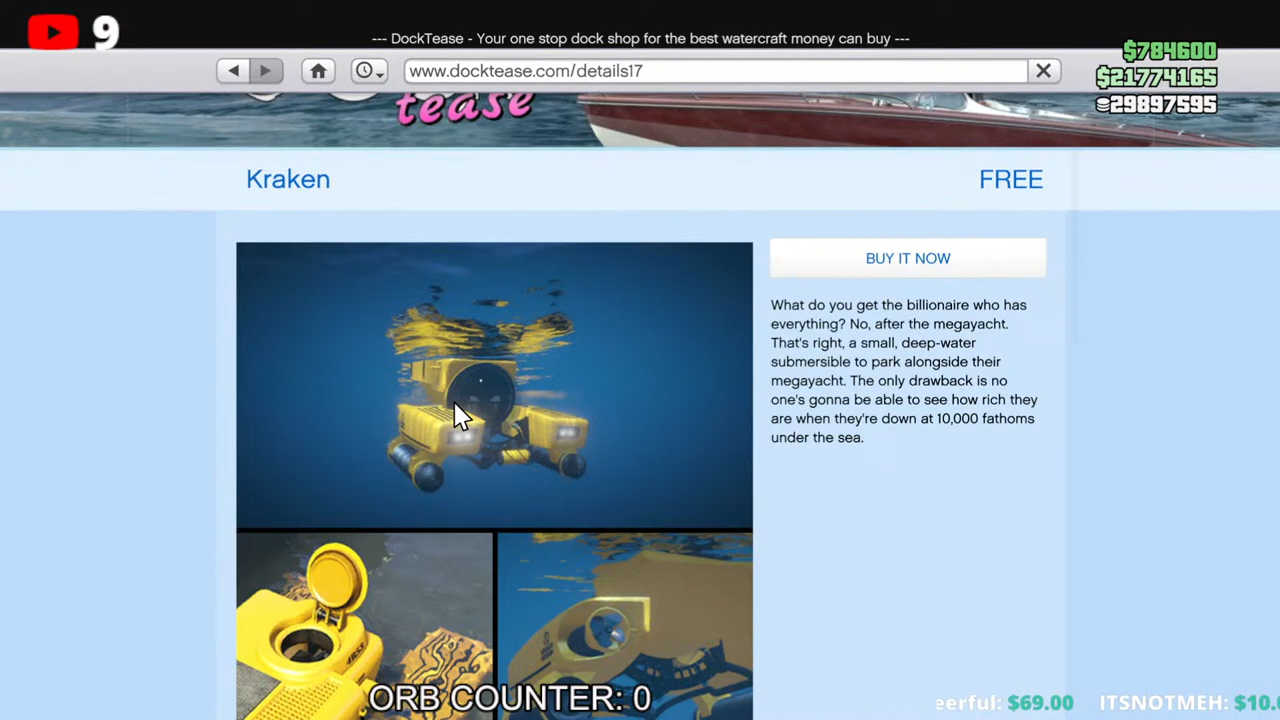 9
--- DockTease - Your one stop dock shop for the best watercraft money can buy ---
$784600
www.docktease.com/details17
$21774165
29897595
tease
Kraken
FREE
BUY IT NOW
What do you get the billionaire who has
everything? No, after the megayacht.
That's right, a small, deep-water
submersible to park alongside their
megayacht. The only drawback is no
one's gonna be able to see how rich they
are when they're down at 10,000 fathoms
under the sea.
ORB COUNTER: 0
eerful: $69.00 ITSNOTMEH: $10.